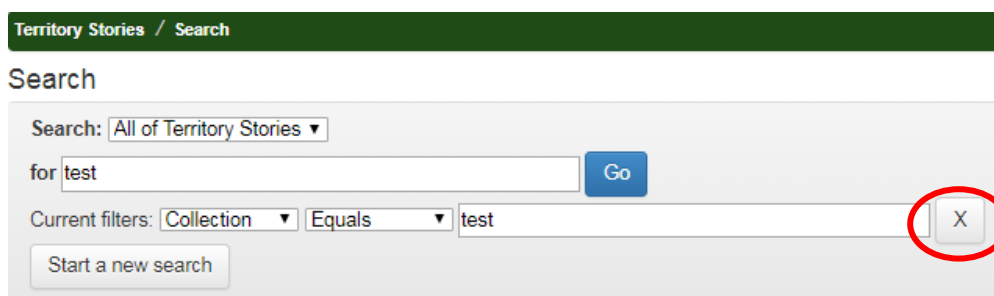 Territory Stories / Search
Search
Search: All of Territory Stories ▼
for test Go
Current filters: Collection ▼ Equals ▼ test X
Start a new search